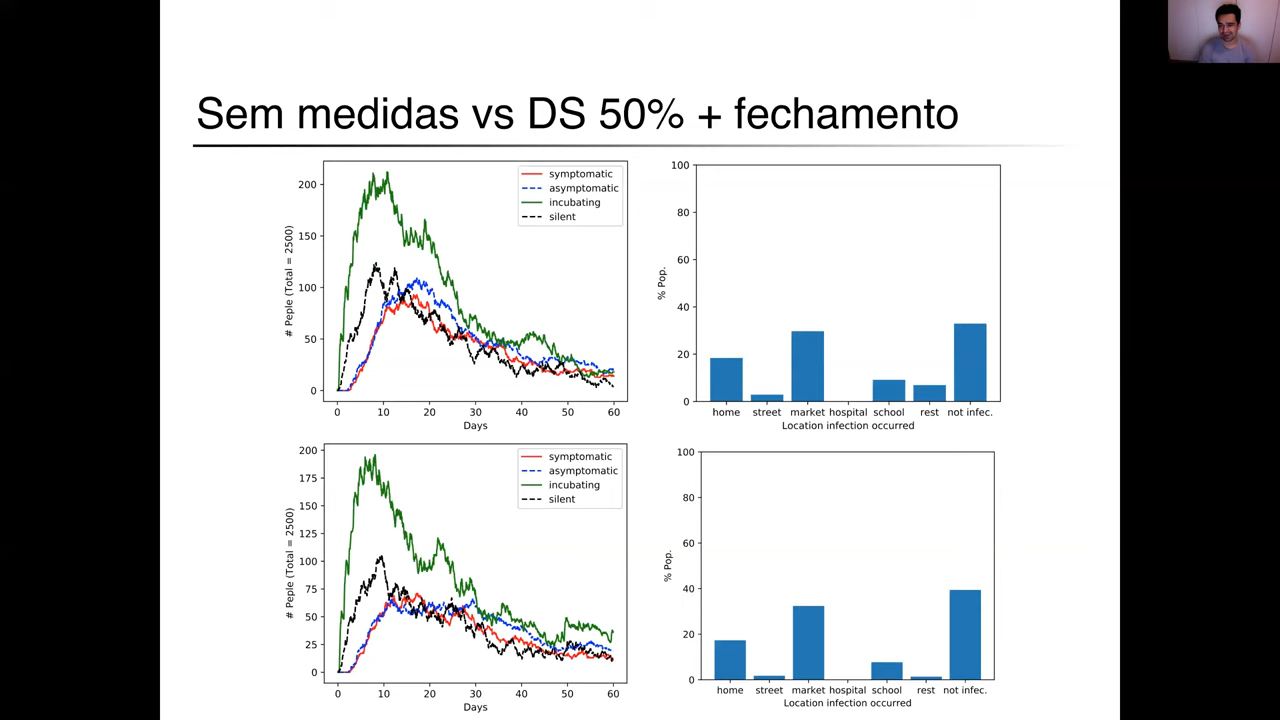 Sem medidas vs DS 50% + fechamento
200
150
100
50
0
# Peple (Total = 2500)
symptomatic
asymptomatic
incubating
silent
0 10 20 30 40 50 60
Days
100
80
60
40
20
0
% Pop.
home street market hospital school rest not infec.
Location infection occurred
200
175
150
125
100
75
50
25
0
# Peple (Total = 2500)
symptomatic
asymptomatic
incubating
silent
0 10 20 30 40 50 60
Days
100
80
60
40
20
0
% Pop.
home street market hospital school rest not infec.
Location infection occurred